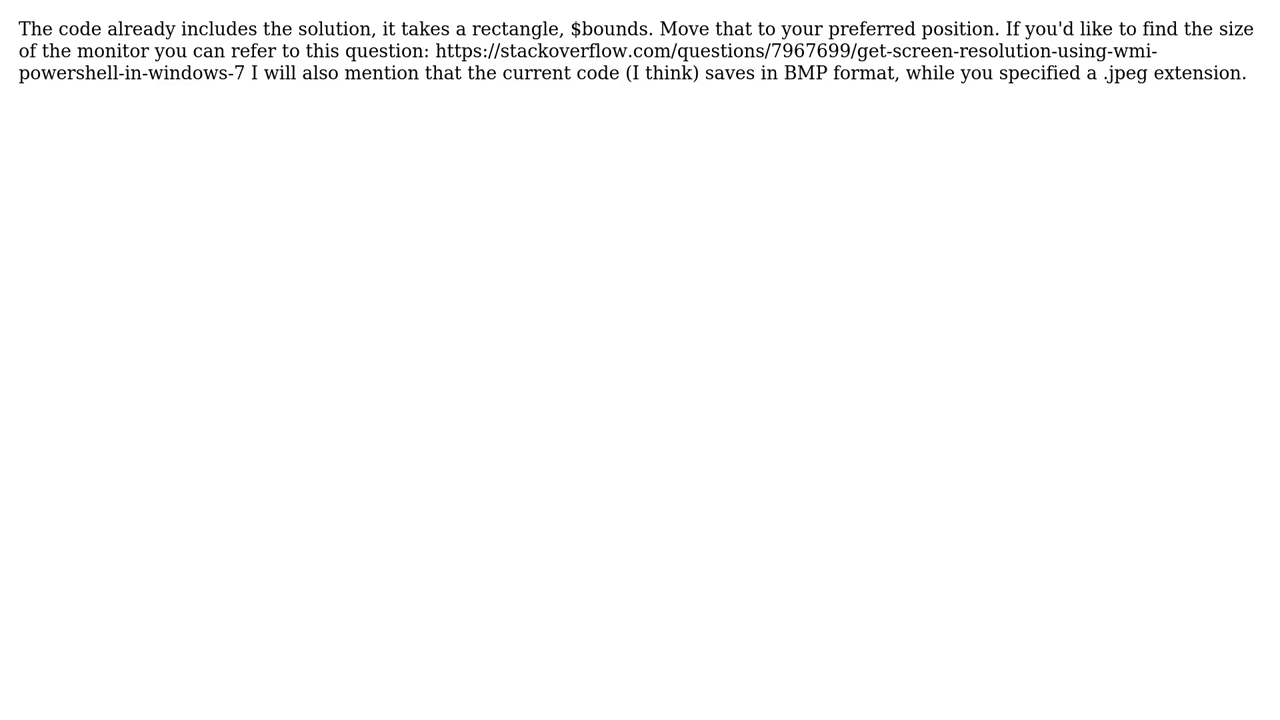 The code already includes the solution, it takes a rectangle, $bounds. Move that to your preferred position. If you'd like to find the size
of the monitor you can refer to this question: https://stackoverflow.com/questions/7967699/get-screen-resolution-using-wmi-
powershell-in-windows-7 I will also mention that the current code (I think) saves in BMP format, while you specified a .jpeg extension.